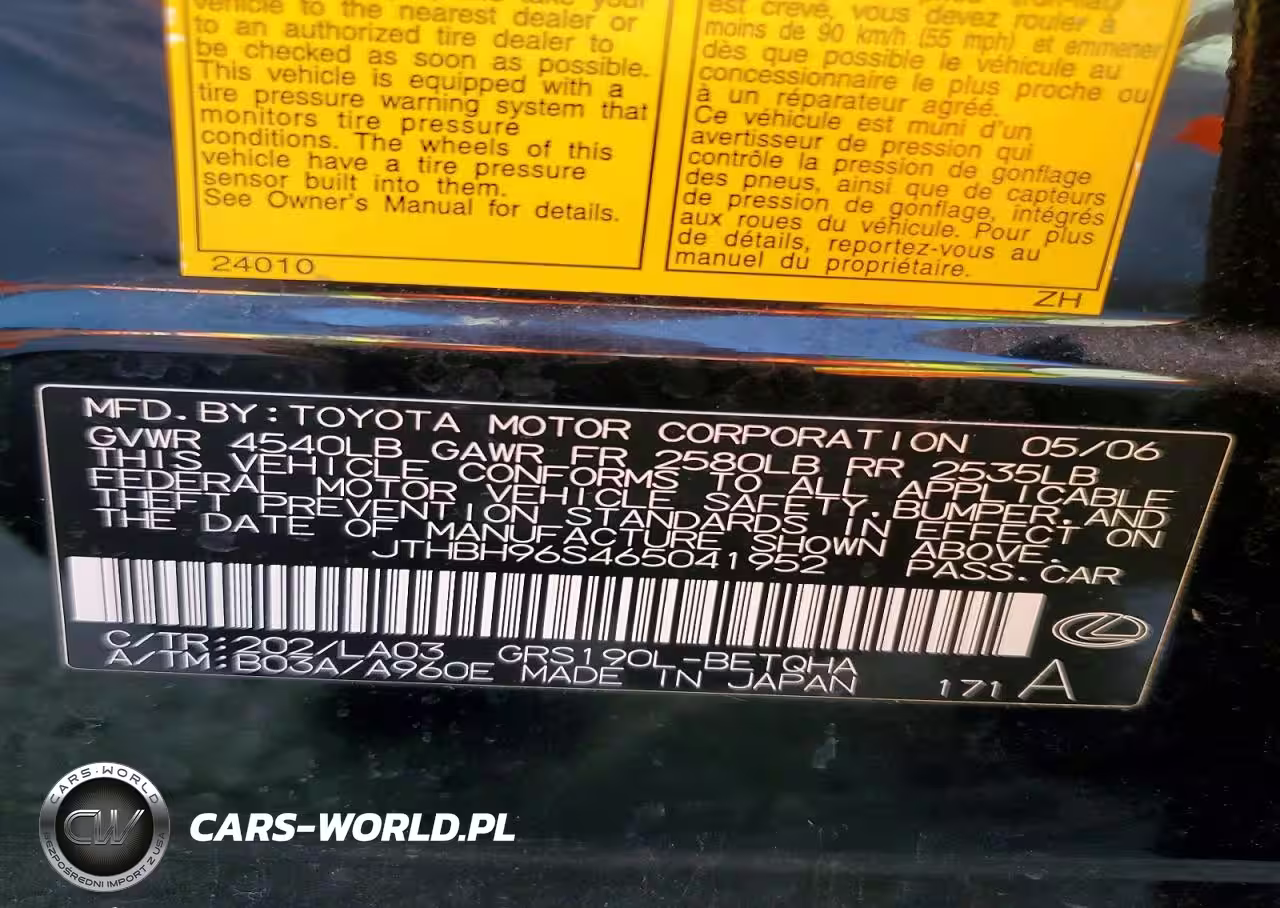 vehicle to the nearest dealer or
to an authorized tire dealer to
be checked as soon as possible.
This vehicle is equipped with a
tire pressure warning system that
monitors tire pressure
conditions. The wheels of this
vehicle have a tire pressure
sensor built into them.
See Owner's Manual for details.
24010
est crevé, vous devez rouler à
moins de 90 km/h (55 mph) et emmener
dès que possible le véhicule au
concessionnaire le plus proche ou
à un réparateur agréé.
Ce véhicule est muni d'un
avertisseur de pression qui
contrôle la pression de gonflage
des pneus, ainsi que de capteurs
de pression de gonflage, intégrés
aux roues du véhicule. Pour plus
de détails, reportez-vous au
manuel du propriétaire.
ZH
MFD. BY: TOYOTA MOTOR CORPORATION 05/06
GVWR 4540LB GAWR FR 2580LB RR 2535LB
THIS VEHICLE CONFORMS TO ALL APPLICABLE
FEDERAL MOTOR VEHICLE SAFETY, BUMPER, AND
THEFT PREVENTION STANDARDS IN EFFECT ON
THE DATE OF MANUFACTURE SHOWN ABOVE.
JTHBH96S465041952 PASS. CAR
C/TR: 202/LA03 GRS190L-BETQHA
A/TM: B03A/A960E MADE IN JAPAN 171 A
CARS-WORLD
CW
BEZPOŚREDNI IMPORT Z USA
CARS-WORLD.PL